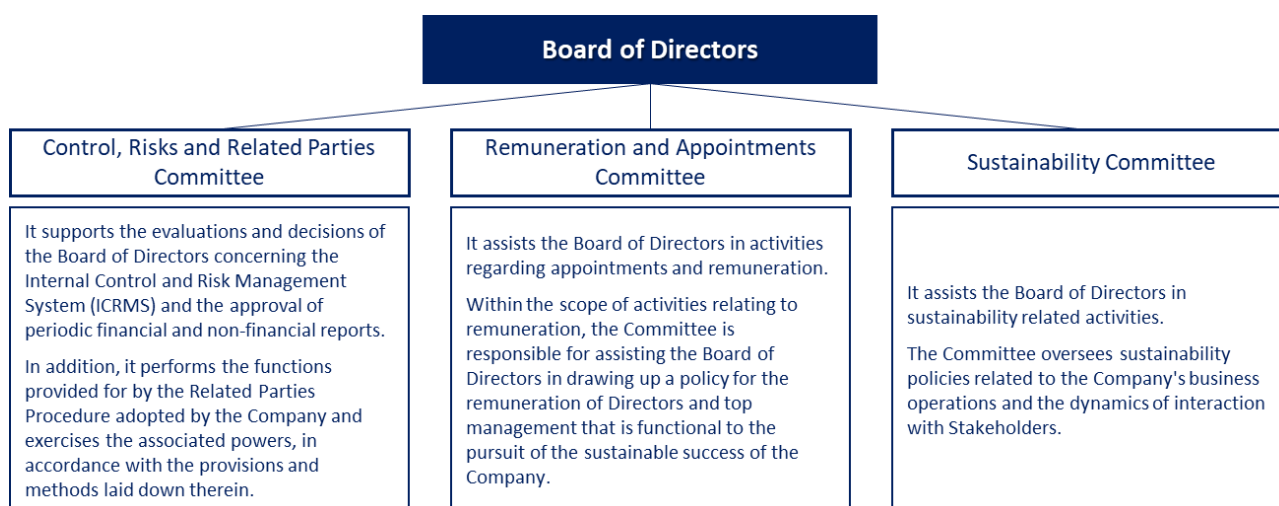 Board of Directors
Control, Risks and Related Parties
Committee
It supports the evaluations and decisions of
the Board of Directors concerning the
Internal Control and Risk Management
System (ICRMS) and the approval of
periodic financial and non-financial reports.
In addition, it performs the functions
provided for by the Related Parties
Procedure adopted by the Company and
exercises the associated powers, in
accordance with the provisions and
methods laid down therein.
Remuneration and Appointments
Committee
It assists the Board of Directors in activities
regarding appointments and remuneration.
Within the scope of activities relating to
remuneration, the Committee is
responsible for assisting the Board of
Directors in drawing up a policy for the
remuneration of Directors and top
management that is functional to the
pursuit of the sustainable success of the
Company.
Sustainability Committee
It assists the Board of Directors in
sustainability related activities.
The Committee oversees sustainability
policies related to the Company's business
operations and the dynamics of interaction
with Stakeholders.